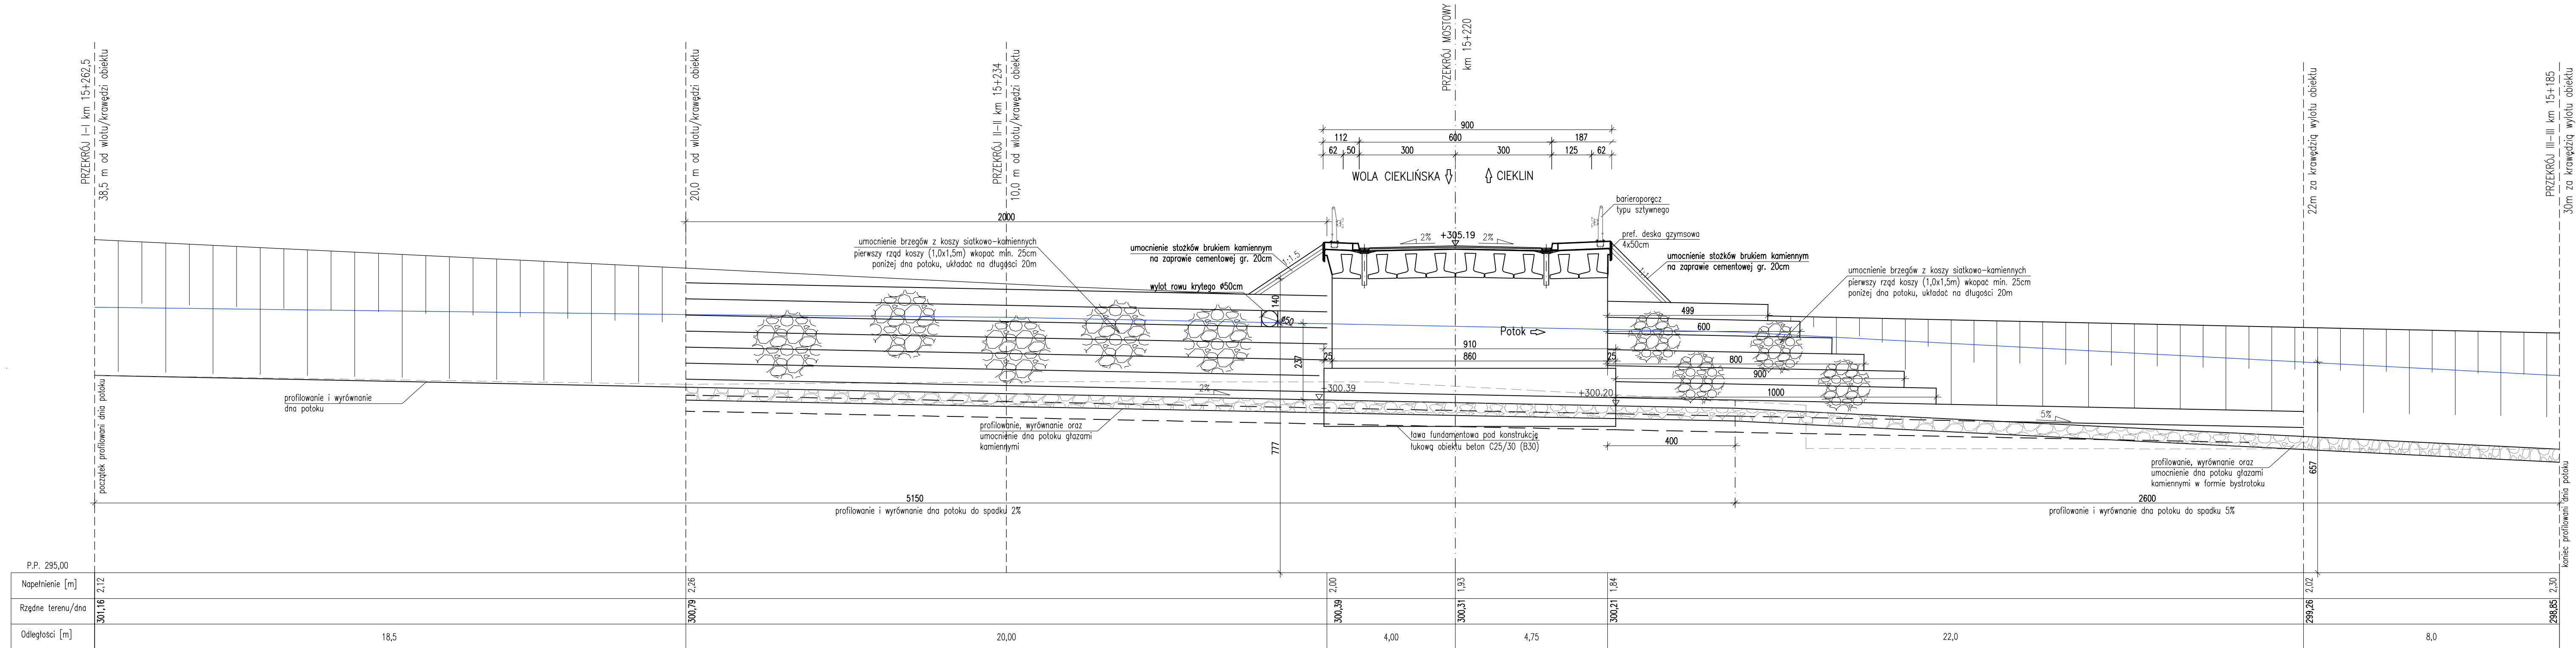 PRZEKRÓJ I-I km 15+262,5
38,5 m od wlotu/krawędzi obiektu
20,0 m od wlotu/krawędzi obiektu
PRZEKRÓJ II-II km 15+234
10,0 m od wlotu/krawędzi obiektu
PRZEKRÓJ MOSTOWY
km 15+220
22m za krawędzią wylotu obiektu
PRZEKRÓJ III-III km 15+185
30m za krawędzią wylotu obiektu
900
112 600 187
62 50 300 300 125 62
WOLA CIEKLIŃSKA CIEKLIN
barieroporęcz
typu sztywnego
2000
2% +305.19 2%
pref. deska gzymsowa
4x50cm
umocnienie brzegów z koszy siatkowo-kamiennych
pierwszy rząd koszy (1,0x1,5m) wkopać min. 25cm
poniżej dna potoku, układać na długości 20m
umocnienie stożków brukiem kamiennym
na zaprawie cementowej gr. 20cm
1:1.5
1:1
umocnienie stożków brukiem kamiennym
na zaprawie cementowej gr. 20cm
umocnienie brzegów z koszy siatkowo-kamiennych
pierwszy rząd koszy (1,0x1,5m) wkopać min. 25cm
poniżej dna potoku, układać na długości 20m
wylot rowu krytego ø50cm
140
ø50
Potok
499
600
910
25 860 25
237
800
900
1000
+300.39
+300.20
2%
5%
400
777
657
profilowanie i wyrównanie
dna potoku
początek profilowani dnia potoku
profilowanie, wyrównanie oraz
umocnienie dna potoku głazami
kamiennymi
ława fundamentowa pod konstrukcję
łukową obiektu beton C25/30 (B30)
profilowanie, wyrównanie oraz
umocnienie dna potoku głazami
kamiennymi w formie bystrotoku
koniec profilowani dnia potoku
5150
profilowanie i wyrównanie dna potoku do spadku 2%
2600
profilowanie i wyrównanie dna potoku do spadku 5%
P.P. 295,00
Napełnienie [m] 2,12 2,26 2,00 1,93 1,84 2,02 2,30
Rzędne terenu/dna 301,16 300,79 300,39 300,31 300,21 299,26 298,85
Odległości [m] 18,5 20,00 4,00 4,75 22,0 8,0